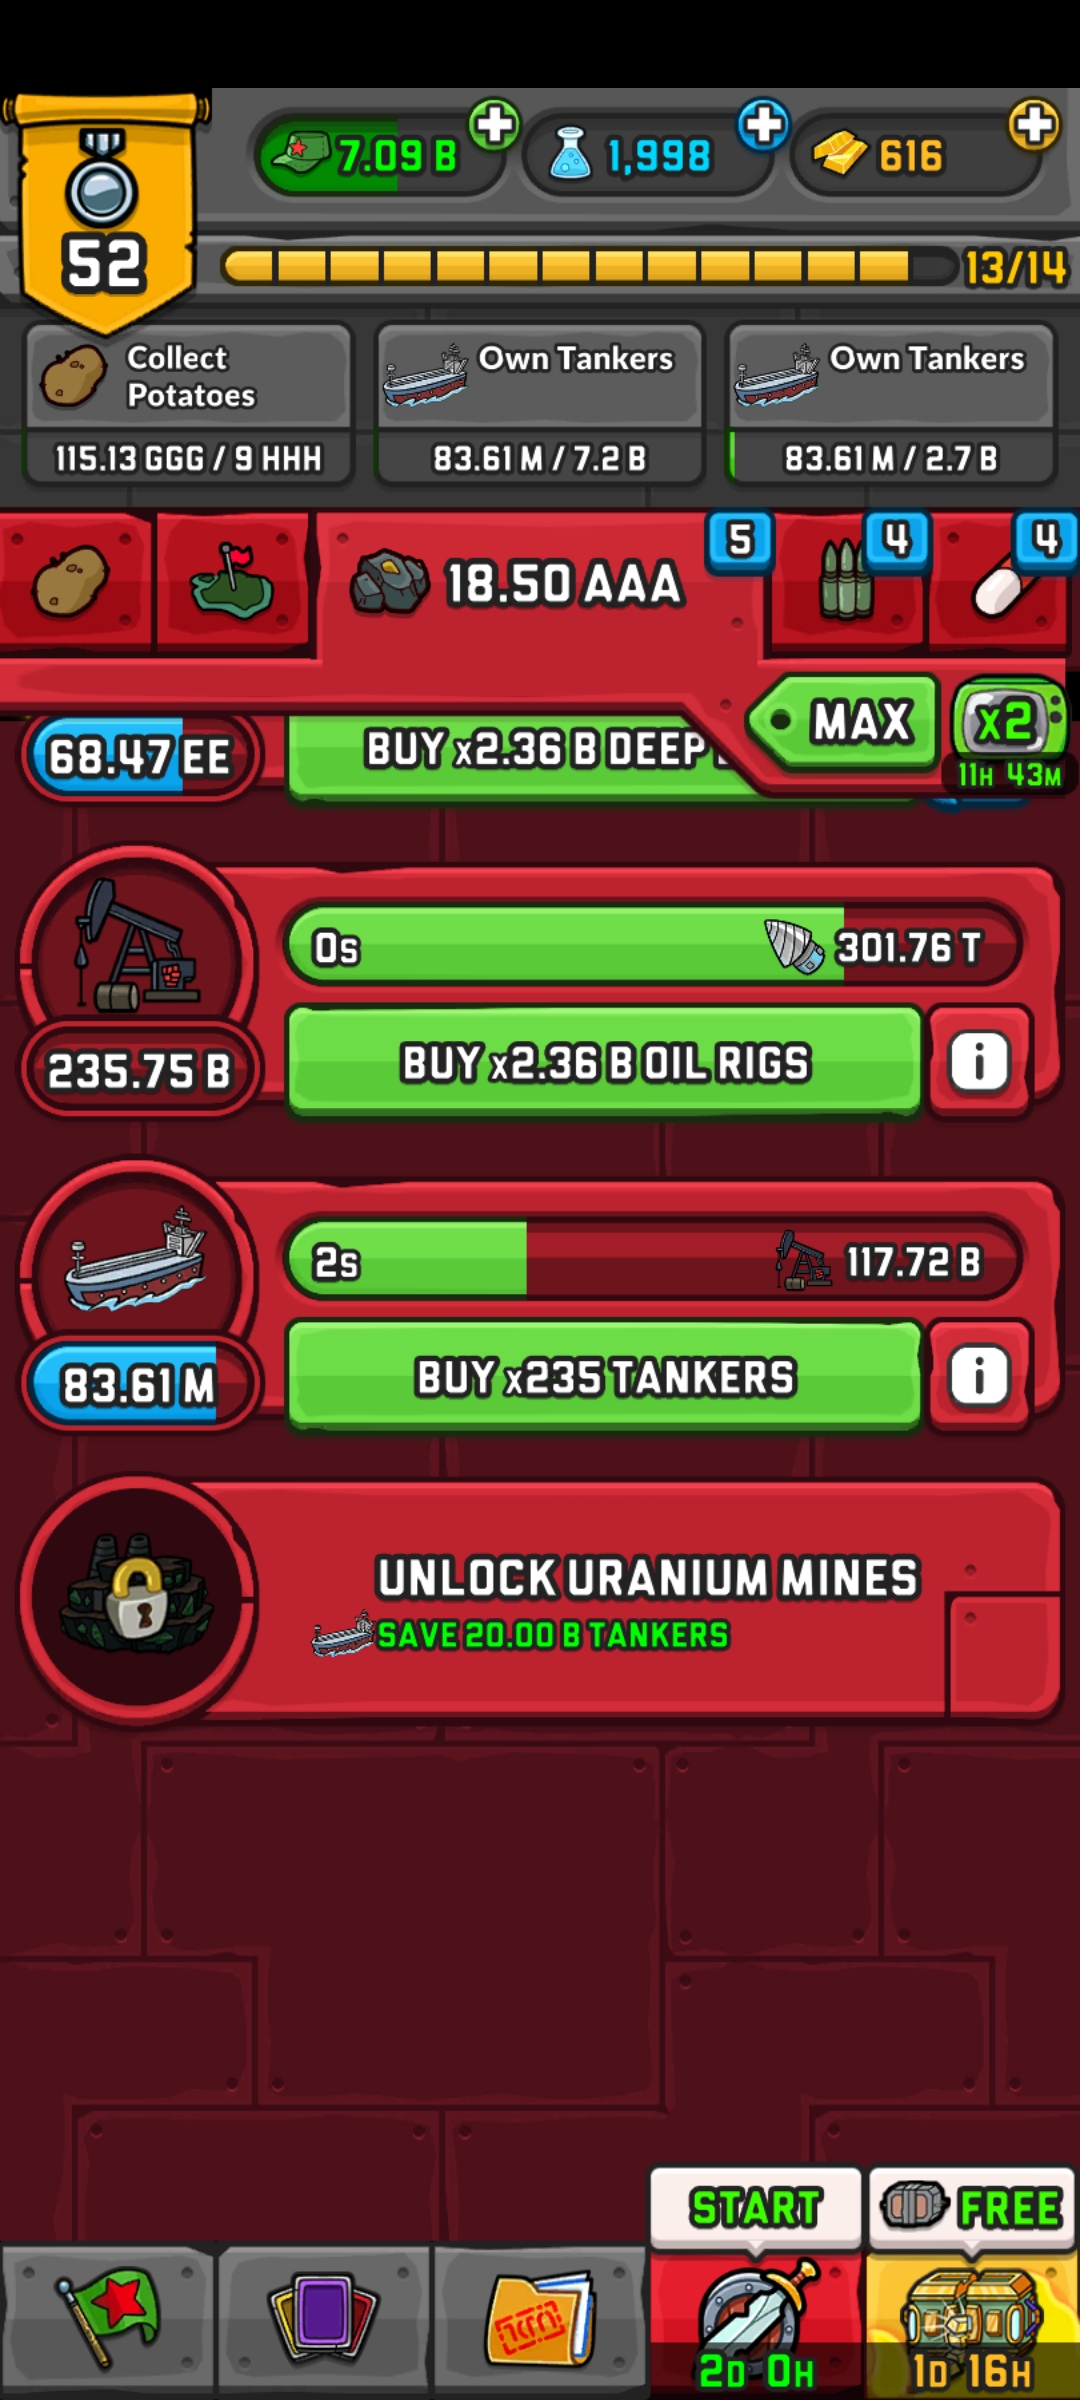 7.09 B
1,998
616
52
13/14
Collect
Potatoes
115.13 GGG / 9 HHH
Own Tankers
83.61 M / 7.2 B
Own Tankers
83.61 M / 2.7 B
18.50 AAA
5
4
4
MAX
x2
11H 43M
68.47 EE
BUY x2.36 B DEEP
0s
301.76 T
235.75 B
BUY x2.36 B OIL RIGS
i
2s
117.72 B
83.61 M
BUY x235 TANKERS
i
UNLOCK URANIUM MINES
SAVE 20.00 B TANKERS
START
FREE
2D 0H
1D 16H